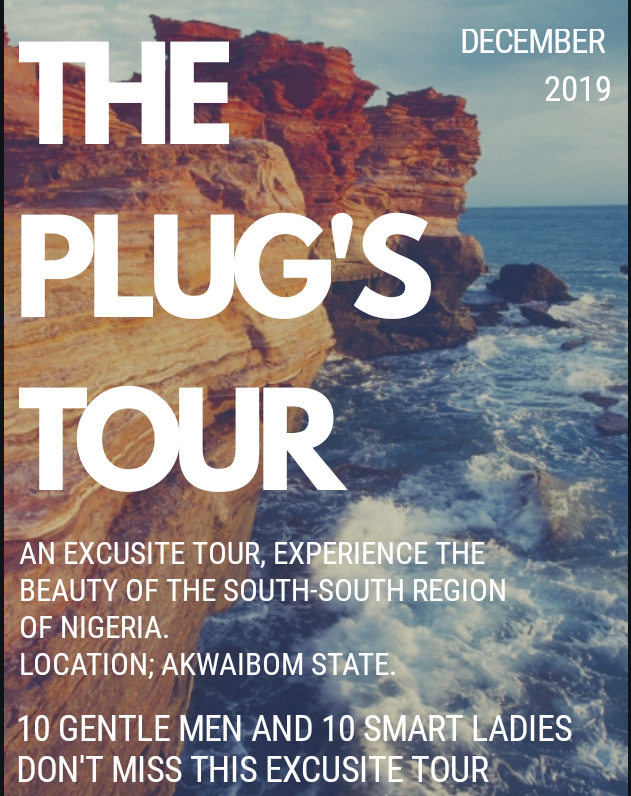 THE
DECEMBER
2019
PLUG'S
TOUR
AN EXCUSITE TOUR, EXPERIENCE THE
BEAUTY OF THE SOUTH-SOUTH REGION
OF NIGERIA.
LOCATION; AKWAIBOM STATE.
10 GENTLE MEN AND 10 SMART LADIES
DON'T MISS THIS EXCUSITE TOUR